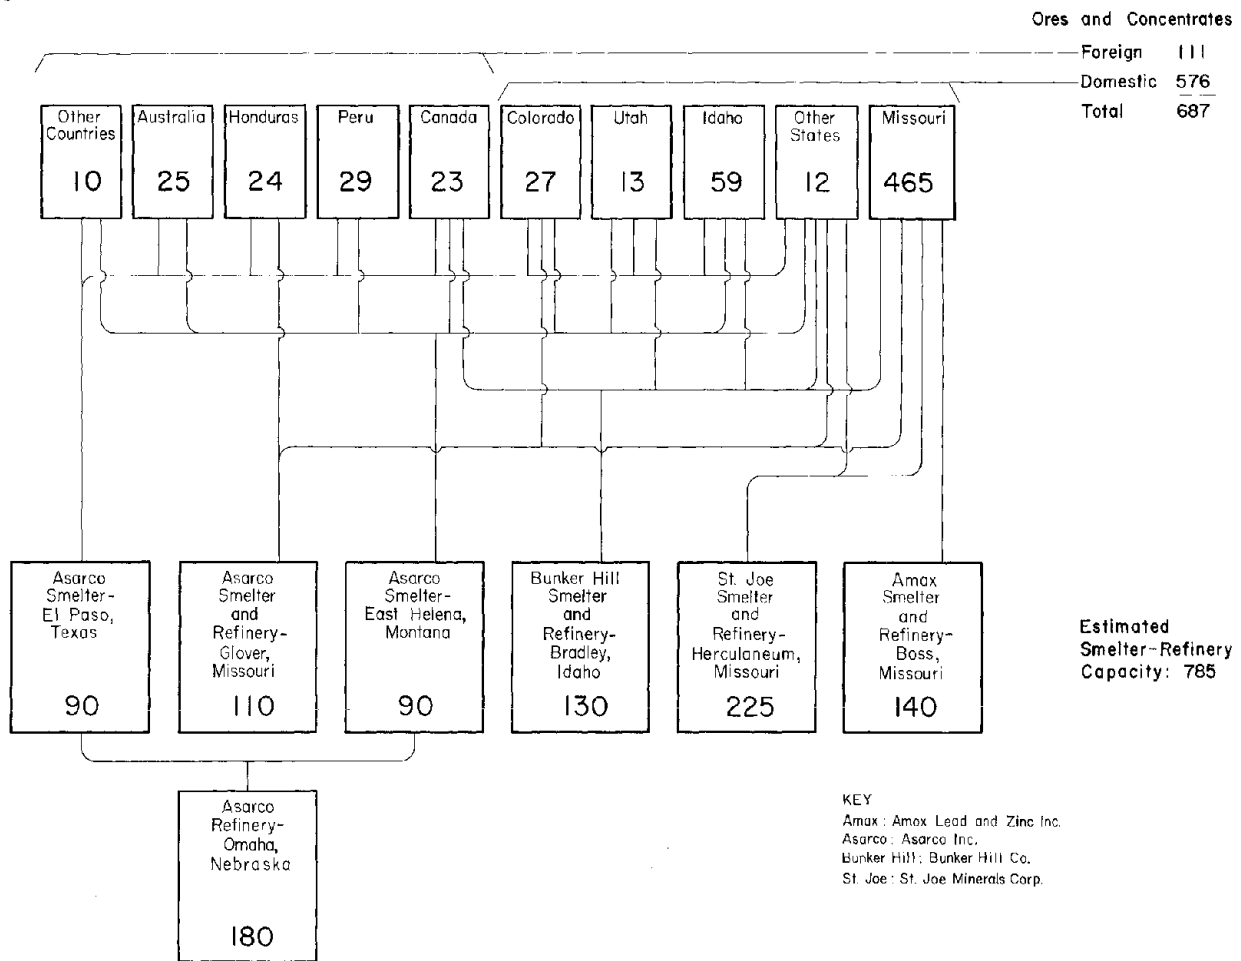 Ores and Concentrates
Foreign 111
Domestic 576
Total 687
Other
Countries
10
Australia
25
Honduras
24
Peru
29
Canada
23
Colorado
27
Utah
13
Idaho
59
Other
States
12
Missouri
465
Asarco
Smelter-
El Paso,
Texas
90
Asarco
Smelter
and
Refinery-
Glover,
Missouri
110
Asarco
Smelter-
East Helena,
Montana
90
Bunker Hill
Smelter
and
Refinery-
Bradley,
Idaho
130
St. Joe
Smelter
and
Refinery-
Herculaneum,
Missouri
225
Amax
Smelter
and
Refinery-
Boss,
Missouri
140
Estimated
Smelter-Refinery
Capacity: 785
Asarco
Refinery-
Omaha,
Nebraska
180
KEY
Amax: Amax Lead and Zinc Inc.
Asarco: Asarco Inc.
Bunker Hill: Bunker Hill Co.
St. Joe: St. Joe Minerals Corp.